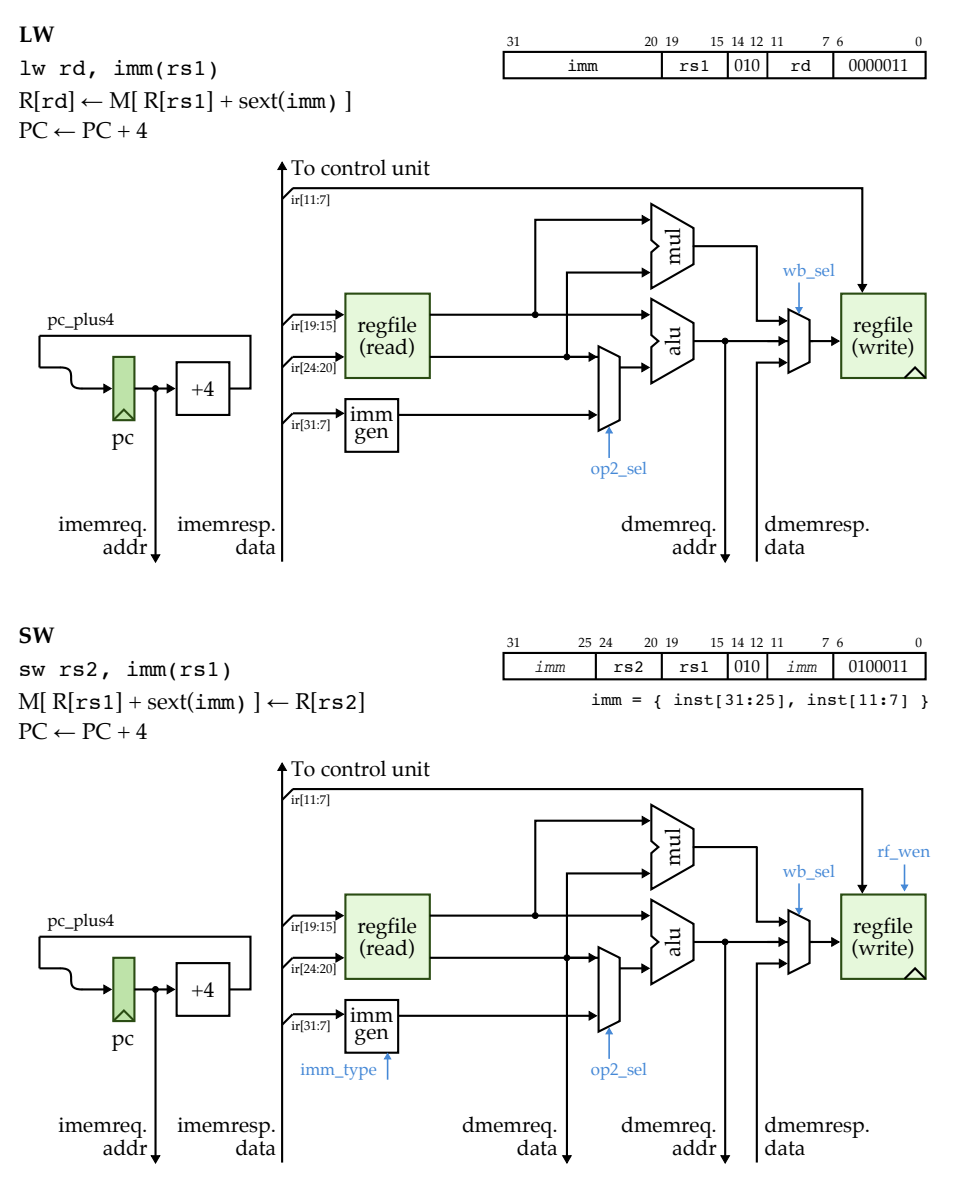 LW
lw rd, imm(rs1)
R[rd] ← M[ R[rs1] + sext(imm) ]
PC ← PC + 4
31 20 19 15 14 12 11 7 6 0
imm rs1 010 rd 0000011
To control unit
ir[11:7]
mul
wb_sel
pc_plus4
ir[19:15]
regfile
(read)
alu
regfile
(write)
ir[24:20]
+4
imm
gen
ir[31:7]
pc
op2_sel
imemreq.
addr
imemresp.
data
dmemreq.
addr
dmemresp.
data
SW
sw rs2, imm(rs1)
M[ R[rs1] + sext(imm) ] ← R[rs2]
PC ← PC + 4
31 25 24 20 19 15 14 12 11 7 6 0
imm rs2 rs1 010 imm 0100011
imm = { inst[31:25], inst[11:7] }
To control unit
ir[11:7]
mul
rf_wen
wb_sel
pc_plus4
ir[19:15]
regfile
(read)
alu
regfile
(write)
ir[24:20]
+4
imm
gen
ir[31:7]
pc
imm_type
op2_sel
imemreq.
addr
imemresp.
data
dmemreq.
data
dmemreq.
addr
dmemresp.
data